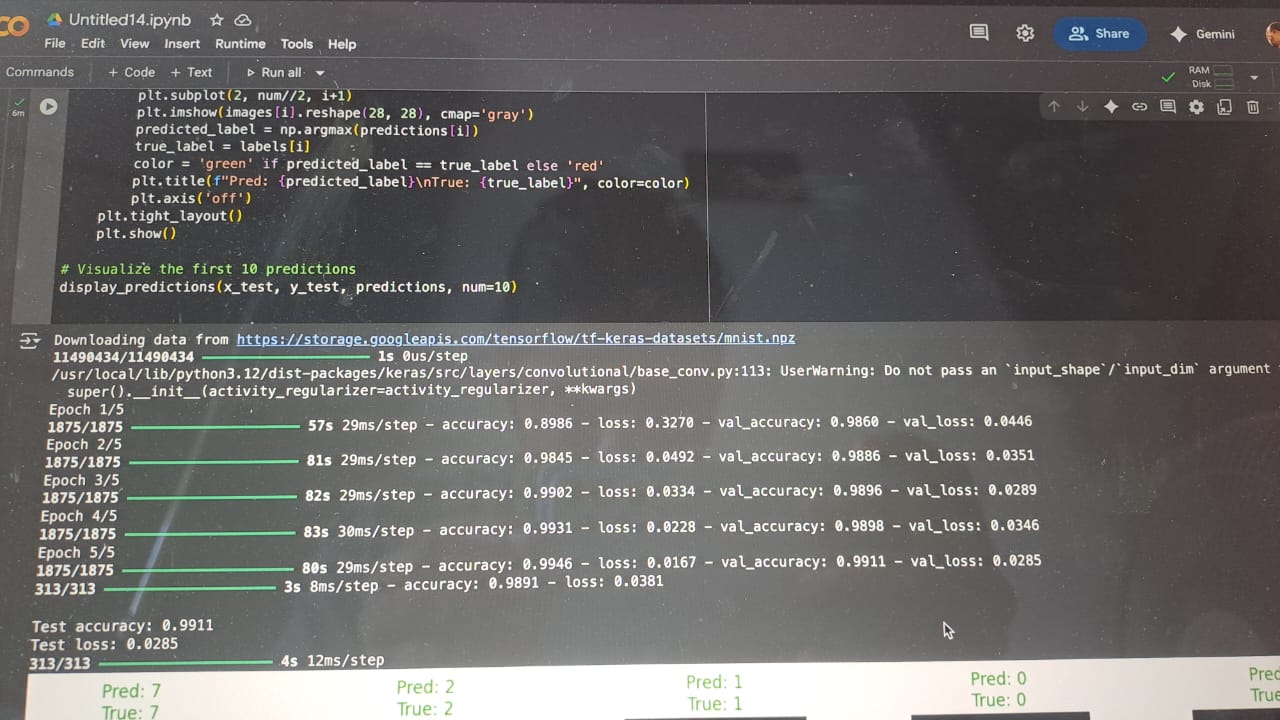 CO Untitled14.ipynb
File Edit View Insert Runtime Tools Help
Share
Gemini
Commands + Code + Text Run all
RAM
Disk
6m
plt.subplot(2, num//2, i+1)
plt.imshow(images[i].reshape(28, 28), cmap='gray')
predicted_label = np.argmax(predictions[i])
true_label = labels[i]
color = 'green' if predicted_label == true_label else 'red'
plt.title(f"Pred: {predicted_label}\nTrue: {true_label}", color=color)
plt.axis('off')
plt.tight_layout()
plt.show()
# Visualize the first 10 predictions
display_predictions(x_test, y_test, predictions, num=10)
Downloading data from https://storage.googleapis.com/tensorflow/tf-keras-datasets/mnist.npz
11490434/11490434 1s 0us/step
/usr/local/lib/python3.12/dist-packages/keras/src/layers/convolutional/base_conv.py:113: UserWarning: Do not pass an `input_shape`/`input_dim` argument
super().__init__(activity_regularizer=activity_regularizer, **kwargs)
Epoch 1/5
1875/1875 57s 29ms/step - accuracy: 0.8986 - loss: 0.3270 - val_accuracy: 0.9860 - val_loss: 0.0446
Epoch 2/5
1875/1875 81s 29ms/step - accuracy: 0.9845 - loss: 0.0492 - val_accuracy: 0.9886 - val_loss: 0.0351
Epoch 3/5
1875/1875 82s 29ms/step - accuracy: 0.9902 - loss: 0.0334 - val_accuracy: 0.9896 - val_loss: 0.0289
Epoch 4/5
1875/1875 83s 30ms/step - accuracy: 0.9931 - loss: 0.0228 - val_accuracy: 0.9898 - val_loss: 0.0346
Epoch 5/5
1875/1875 80s 29ms/step - accuracy: 0.9946 - loss: 0.0167 - val_accuracy: 0.9911 - val_loss: 0.0285
313/313 3s 8ms/step - accuracy: 0.9891 - loss: 0.0381
Test accuracy: 0.9911
Test loss: 0.0285
313/313 4s 12ms/step
Pred: 7 Pred: 2 Pred: 1 Pred: 0 Pred
True: 7 True: 2 True: 1 True: 0 True